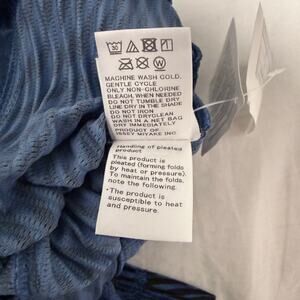 MACHINE WASH COLD,
GENTLE CYCLE
ONLY NON-CHLORINE
BLEACH, WHEN NEEDED
DO NOT TUMBLE DRY
LINE DRY IN THE SHADE
DO NOT IRON
DO NOT DRYCLEAN
WASH IN A NET BAG
DRY IMMEDIATELY
PRODUCT OF
ISSEY MIYAKE INC.
Handling of pleated
product
This product is
pleated (forming folds
by heat or pressure).
To maintain the folds,
note the following.
•The product is
susceptible to heat
and pressure.